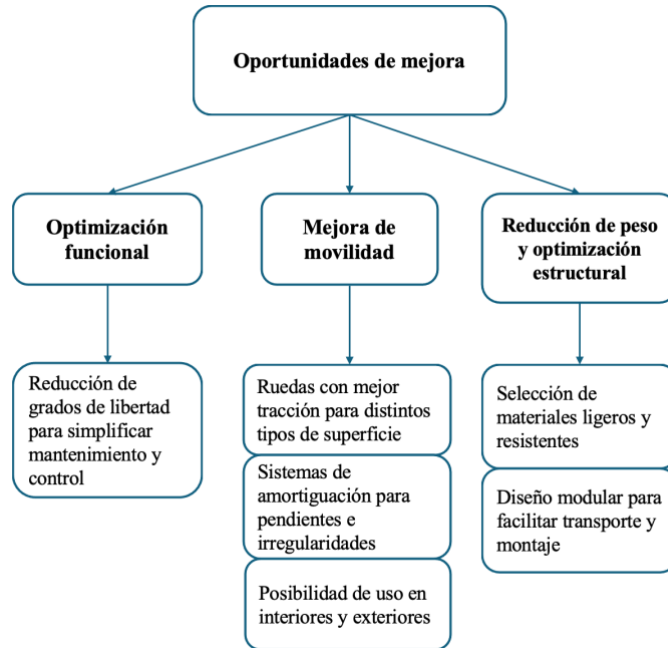 Oportunidades de mejora
Optimización
funcional
Mejora de
movilidad
Reducción de peso
y optimización
estructural
Reducción de
grados de libertad
para simplificar
mantenimiento y
control
Ruedas con mejor
tracción para distintos
tipos de superficie
Sistemas de
amortiguación para
pendientes e
irregularidades
Posibilidad de uso en
interiores y exteriores
Selección de
materiales ligeros y
resistentes
Diseño modular para
facilitar transporte y
montaje